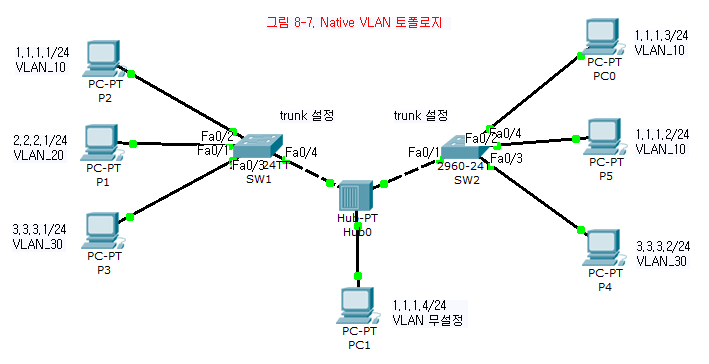 그림 8-7, Native VLAN 토폴로지
1,1,1,1/24
VLAN_10
PC-PT
P2
2,2,2,1/24
VLAN_20
PC-PT
P1
3,3,3,1/24
VLAN_30
PC-PT
P3
trunk 설정
Fa0/2
Fa0/1
Fa0/3
Fa0/4
24TT
SW1
trunk 설정
Fa0/1
Fa0/2
Fa0/4
Fa0/3
2960-24T
SW2
Hub-PT
Hub0
1,1,1,4/24
VLAN 무설정
PC-PT
PC1
1,1,1,3/24
VLAN_10
PC-PT
PC0
1,1,1,2/24
VLAN_10
PC-PT
P5
3,3,3,2/24
VLAN_30
PC-PT
P4